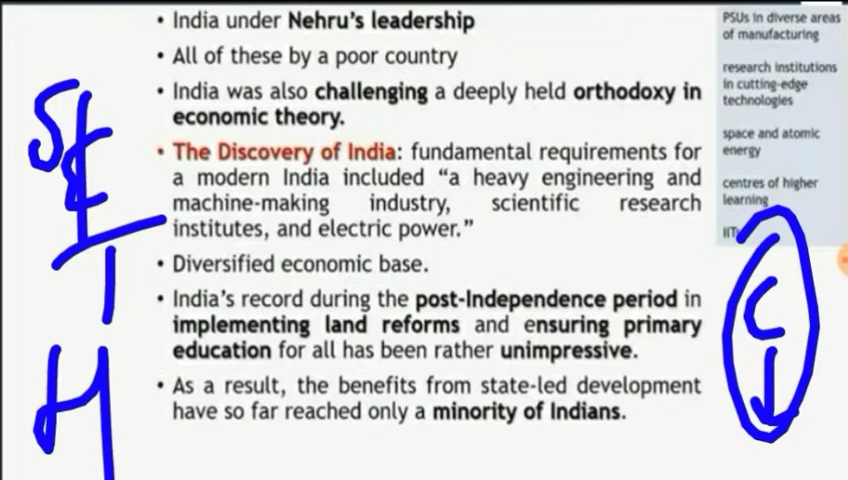 • India under Nehru's leadership
• All of these by a poor country
• India was also challenging a deeply held orthodoxy in
economic theory.
• The Discovery of India: fundamental requirements for
a modern India included “a heavy engineering and
machine-making industry, scientific research
institutes, and electric power.”
• Diversified economic base.
• India's record during the post-Independence period in
implementing land reforms and ensuring primary
education for all has been rather unimpressive.
• As a result, the benefits from state-led development
have so far reached only a minority of Indians.
PSUs in diverse areas
of manufacturing
research institutions
in cutting-edge
technologies
space and atomic
energy
centres of higher
learning
IITs
C